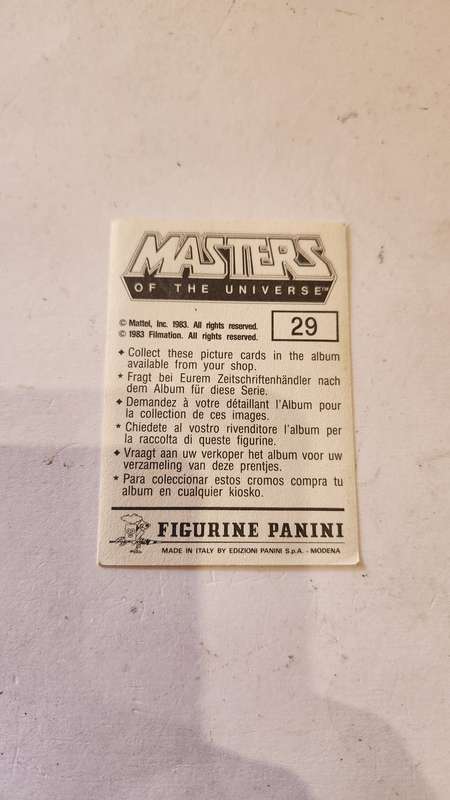 MASTERS
OF THE UNIVERSE™
© Mattel, Inc. 1983. All rights reserved.
© 1983 Filmation. All rights reserved.
29
✦ Collect these picture cards in the album
available from your shop.
★ Fragt bei Eurem Zeitschriftenhändler nach
dem Album für diese Serie.
✦ Demandez à votre détaillant l'Album pour
la collection de ces images.
★ Chiedete al vostro rivenditore l'album per
la raccolta di queste figurine.
✦ Vraagt aan uw verkoper het album voor uw
verzameling van deze prentjes.
★ Para coleccionar estos cromos compra tu
album en cualquier kiosko.
FIGURINE PANINI
MADE IN ITALY BY EDIZIONI PANINI S.p.A. - MODENA